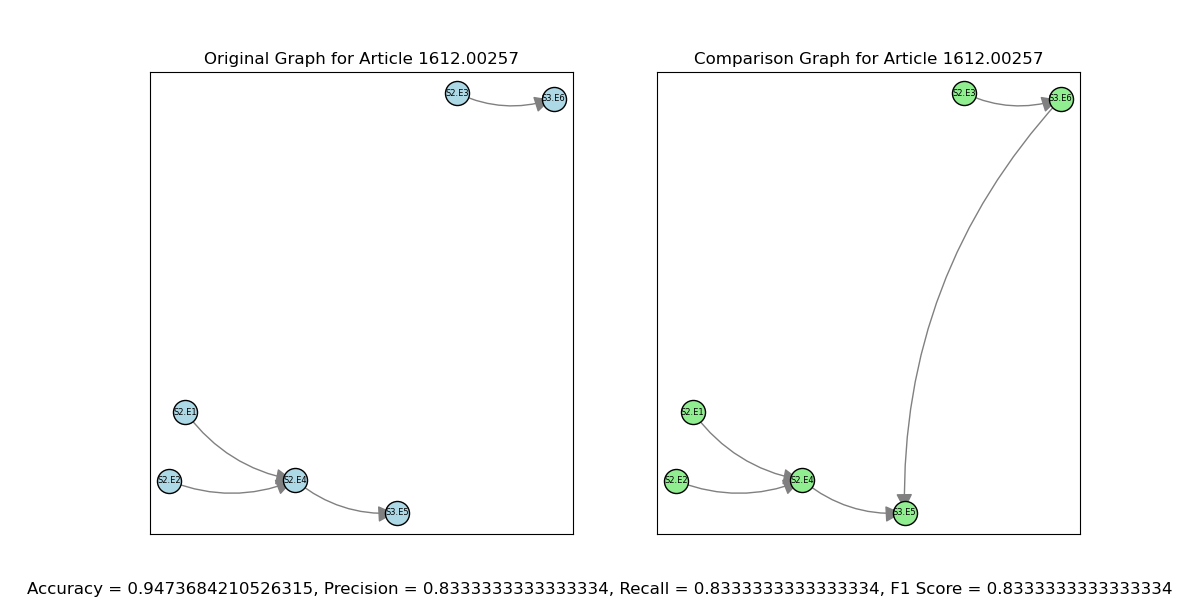 Original Graph for Article 1612.00257
S2.E3
S3.E6
S2.E1
S2.E2
S2.E4
S3.E5
Comparison Graph for Article 1612.00257
S2.E3
S3.E6
S2.E1
S2.E2
S2.E4
S3.E5
Accuracy = 0.9473684210526315, Precision = 0.8333333333333334, Recall = 0.8333333333333334, F1 Score = 0.8333333333333334